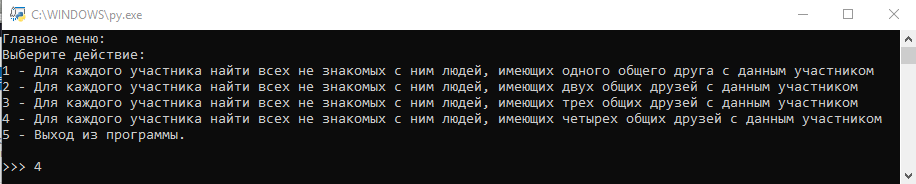 C:\WINDOWS\py.exe
Главное меню:
Выберите действие:
1 - Для каждого участника найти всех не знакомых с ним людей, имеющих одного общего друга с данным участником
2 - Для каждого участника найти всех не знакомых с ним людей, имеющих двух общих друзей с данным участником
3 - Для каждого участника найти всех не знакомых с ним людей, имеющих трех общих друзей с данным участником
4 - Для каждого участника найти всех не знакомых с ним людей, имеющих четырех общих друзей с данным участником
5 - Выход из программы.
>>> 4